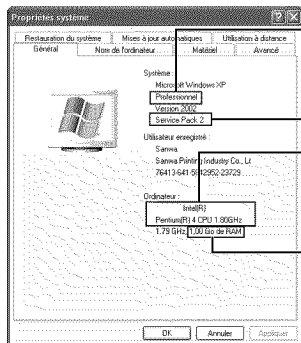 Propriétés système
Restauration du système
Mises à jour automatiques
Utilisation à distance
Général
Nom de l'ordinateur
Matériel
Avancé
Système :
Microsoft Windows XP
Professionnel
Version 2002
Service Pack 2
Utilisateur enregistré :
Sanwa
Sanwa Printing Industry Co., Lt
76413-641-5942952-23729
Ordinateur :
Intel(R)
Pentium(R) 4 CPU 1.80GHz
1.79 GHz, 1,00 Go de RAM
OK
Annuler
Appliquer